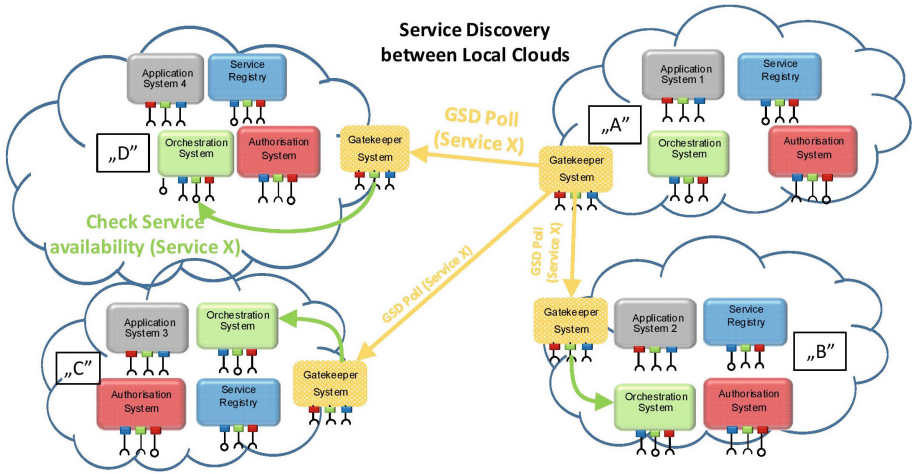 Service Discovery
between Local Clouds
Application
System 4
Service
Registry
„D”
Orchestration
System
Authorisation
System
Gatekeeper
System
GSD Poll
(Service X)
Check Service
availability (Service X)
Application
System 1
Service
Registry
„A”
Orchestration
System
Authorisation
System
Gatekeeper
System
GSD Poll (Service X)
GSD Poll
(Service X)
Application
System 3
Orchestration
System
„C”
Authorisation
System
Service
Registry
Gatekeeper
System
Gatekeeper
System
Application
System 2
Service
Registry
„B”
Orchestration
System
Authorisation
System